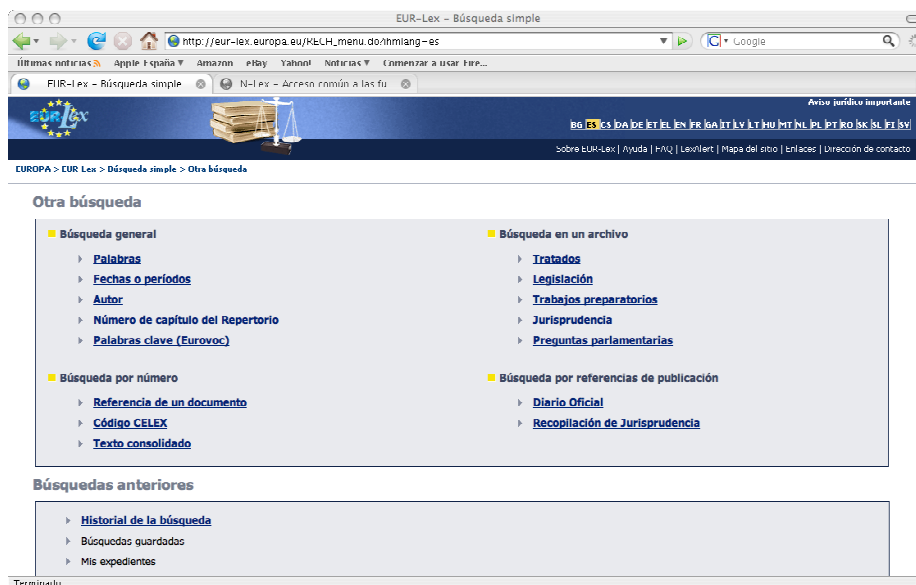 EUR-Lex – Búsqueda simple
http://eur-lex.europa.eu/RECH_menu.do?ihmlang=es
Google
Últimas noticias Apple España Amazon eBay Yahoo! Noticias Comenzar a usar Fire...
EUR-Lex – Búsqueda simple
N-Lex – Acceso común a las fu
Aviso jurídico importante
EUR-Lex
BG ES CS DA DE ET EL EN FR GA IT LV LT HU MT NL PL PT RO SK SL FI SV
Sobre EUR-Lex | Ayuda | FAQ | LexAlert | Mapa del sitio | Enlaces | Dirección de contacto
EUROPA > EUR Lex > Búsqueda simple > Otra búsqueda
Otra búsqueda
Búsqueda general
Palabras
Fechas o períodos
Autor
Número de capítulo del Repertorio
Palabras clave (Eurovoc)
Búsqueda en un archivo
Tratados
Legislación
Trabajos preparatorios
Jurisprudencia
Preguntas parlamentarias
Búsqueda por número
Referencia de un documento
Código CELEX
Texto consolidado
Búsqueda por referencias de publicación
Diario Oficial
Recopilación de Jurisprudencia
Búsquedas anteriores
Historial de la búsqueda
Búsquedas guardadas
Mis expedientes
Terminado